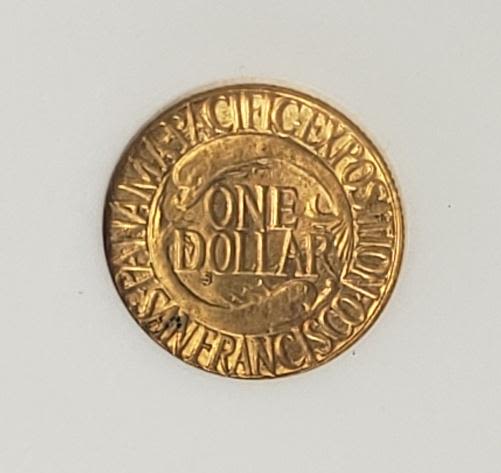 PANAMA·PACIFIC·EXPOSITION
ONE
DOLLAR
S
SAN FRANCISCO